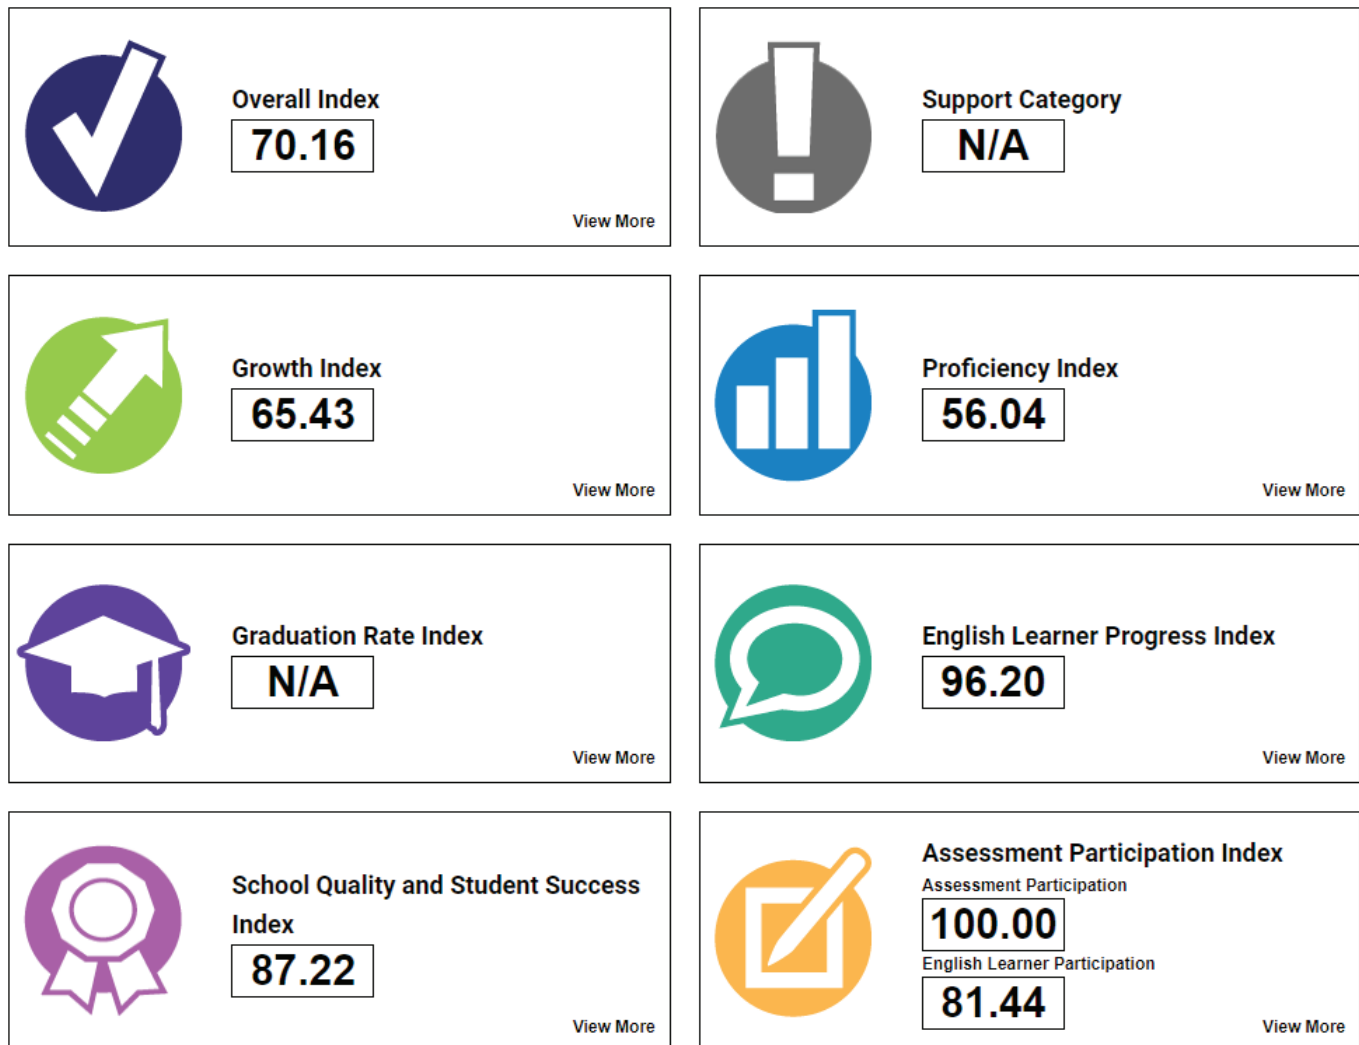 Overall Index
70.16
View More
Support Category
N/A
Growth Index
65.43
View More
Proficiency Index
56.04
View More
Graduation Rate Index
N/A
View More
English Learner Progress Index
96.20
View More
School Quality and Student Success
Index
87.22
View More
Assessment Participation Index
Assessment Participation
100.00
English Learner Participation
81.44
View More